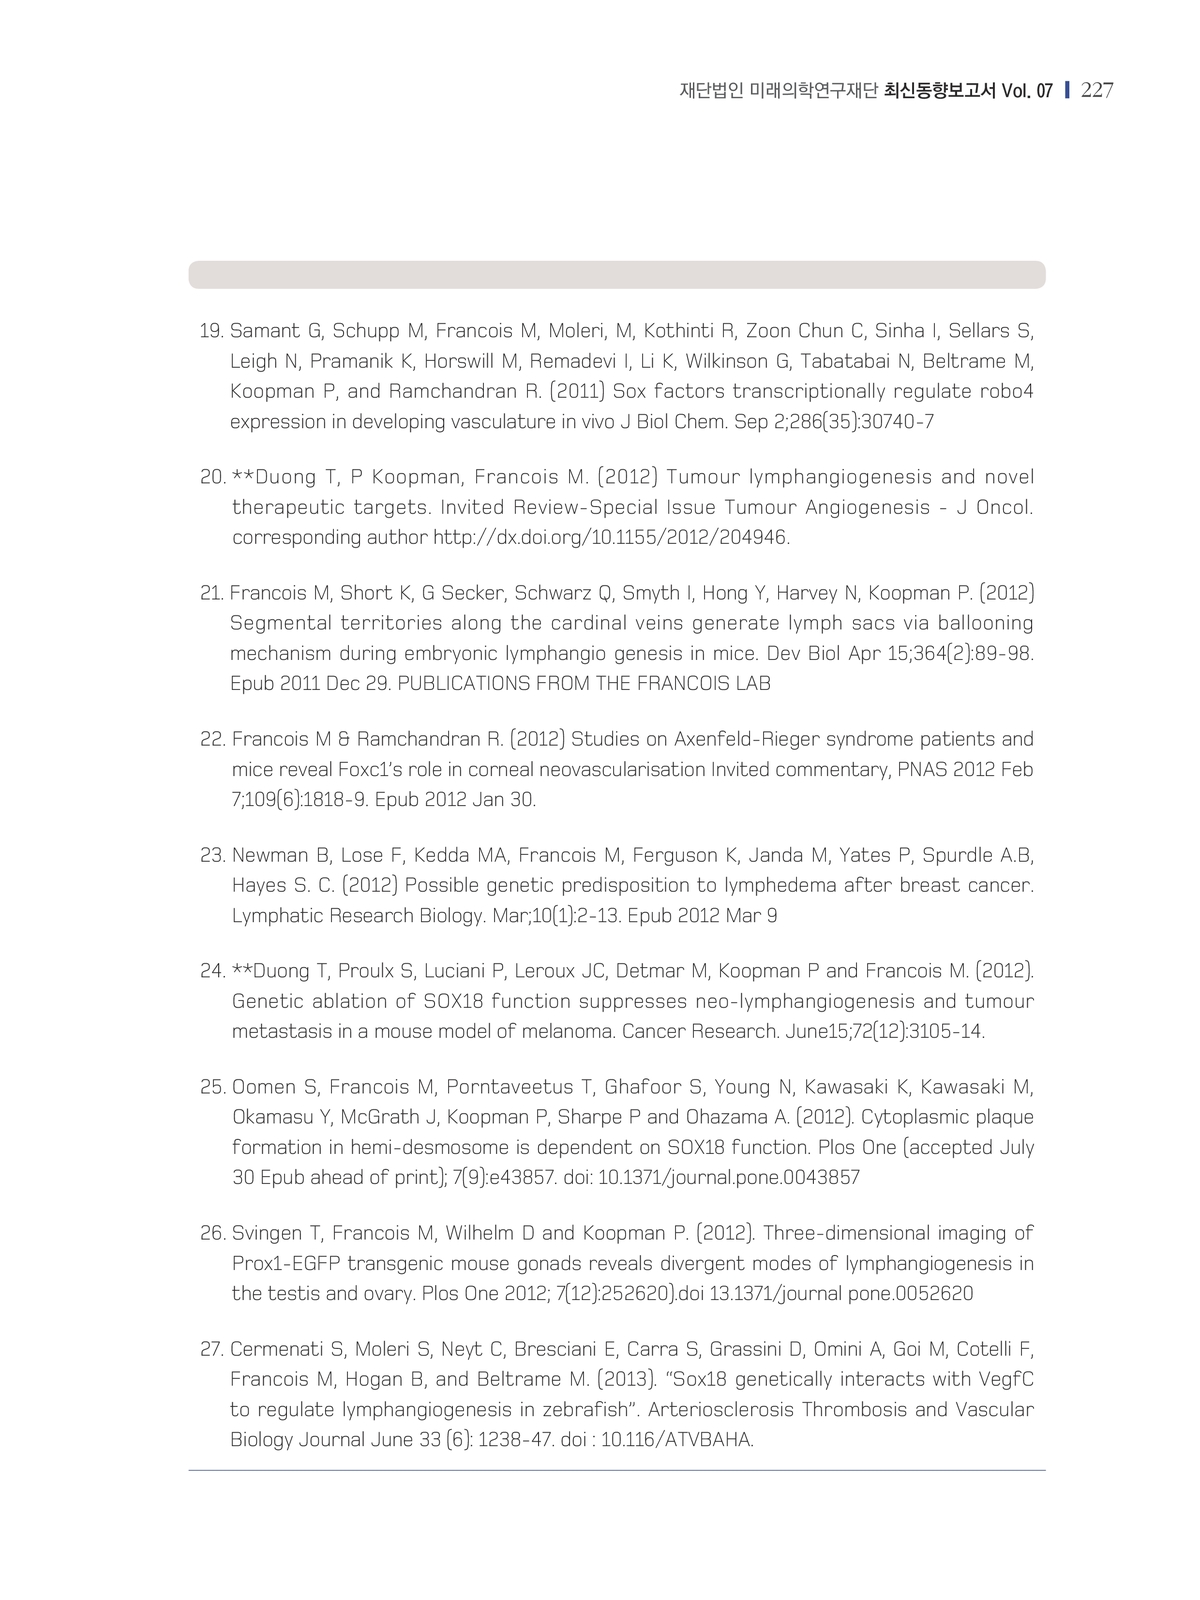 재단법인 미래의학연구재단 최신동향보고서 Vol. 07 227
19. Samant G, Schupp M, Francois M, Moleri, M, Kothinti R, Zoon Chun C, Sinha I, Sellars S,
Leigh N, Pramanik K, Horswill M, Remadevi I, Li K, Wilkinson G, Tabatabai N, Beltrame M,
Koopman P, and Ramchandran R. (2011) Sox factors transcriptionally regulate robo4
expression in developing vasculature in vivo J Biol Chem. Sep 2;286(35):30740-7
20. **Duong T, P Koopman, Francois M. (2012) Tumour lymphangiogenesis and novel
therapeutic targets. Invited Review-Special Issue Tumour Angiogenesis - J Oncol.
corresponding author http://dx.doi.org/10.1155/2012/204946.
21. Francois M, Short K, G Secker, Schwarz Q, Smyth I, Hong Y, Harvey N, Koopman P. (2012)
Segmental territories along the cardinal veins generate lymph sacs via ballooning
mechanism during embryonic lymphangio genesis in mice. Dev Biol Apr 15;364(2):89-98.
Epub 2011 Dec 29. PUBLICATIONS FROM THE FRANCOIS LAB
22. Francois M & Ramchandran R. (2012) Studies on Axenfeld-Rieger syndrome patients and
mice reveal Foxc1's role in corneal neovascularisation Invited commentary, PNAS 2012 Feb
7;109(6):1818-9. Epub 2012 Jan 30.
23. Newman B, Lose F, Kedda MA, Francois M, Ferguson K, Janda M, Yates P, Spurdle A.B,
Hayes S. C. (2012) Possible genetic predisposition to lymphedema after breast cancer.
Lymphatic Research Biology. Mar;10(1):2-13. Epub 2012 Mar 9
24. **Duong T, Proulx S, Luciani P, Leroux JC, Detmar M, Koopman P and Francois M. (2012).
Genetic ablation of SOX18 function suppresses neo-lymphangiogenesis and tumour
metastasis in a mouse model of melanoma. Cancer Research. June15;72(12):3105-14.
25. Oomen S, Francois M, Porntaveetus T, Ghafoor S, Young N, Kawasaki K, Kawasaki M,
Okamasu Y, McGrath J, Koopman P, Sharpe P and Ohazama A. (2012). Cytoplasmic plaque
formation in hemi-desmosome is dependent on SOX18 function. Plos One (accepted July
30 Epub ahead of print); 7(9):e43857. doi: 10.1371/journal.pone.0043857
26. Svingen T, Francois M, Wilhelm D and Koopman P. (2012). Three-dimensional imaging of
Prox1-EGFP transgenic mouse gonads reveals divergent modes of lymphangiogenesis in
the testis and ovary. Plos One 2012; 7(12):252620).doi 13.1371/journal pone.0052620
27. Cermenati S, Moleri S, Neyt C, Bresciani E, Carra S, Grassini D, Omini A, Goi M, Cotelli F,
Francois M, Hogan B, and Beltrame M. (2013). "Sox18 genetically interacts with VegfC
to regulate lymphangiogenesis in zebrafish". Arteriosclerosis Thrombosis and Vascular
Biology Journal June 33 (6): 1238-47. doi : 10.116/ATVBAHA.